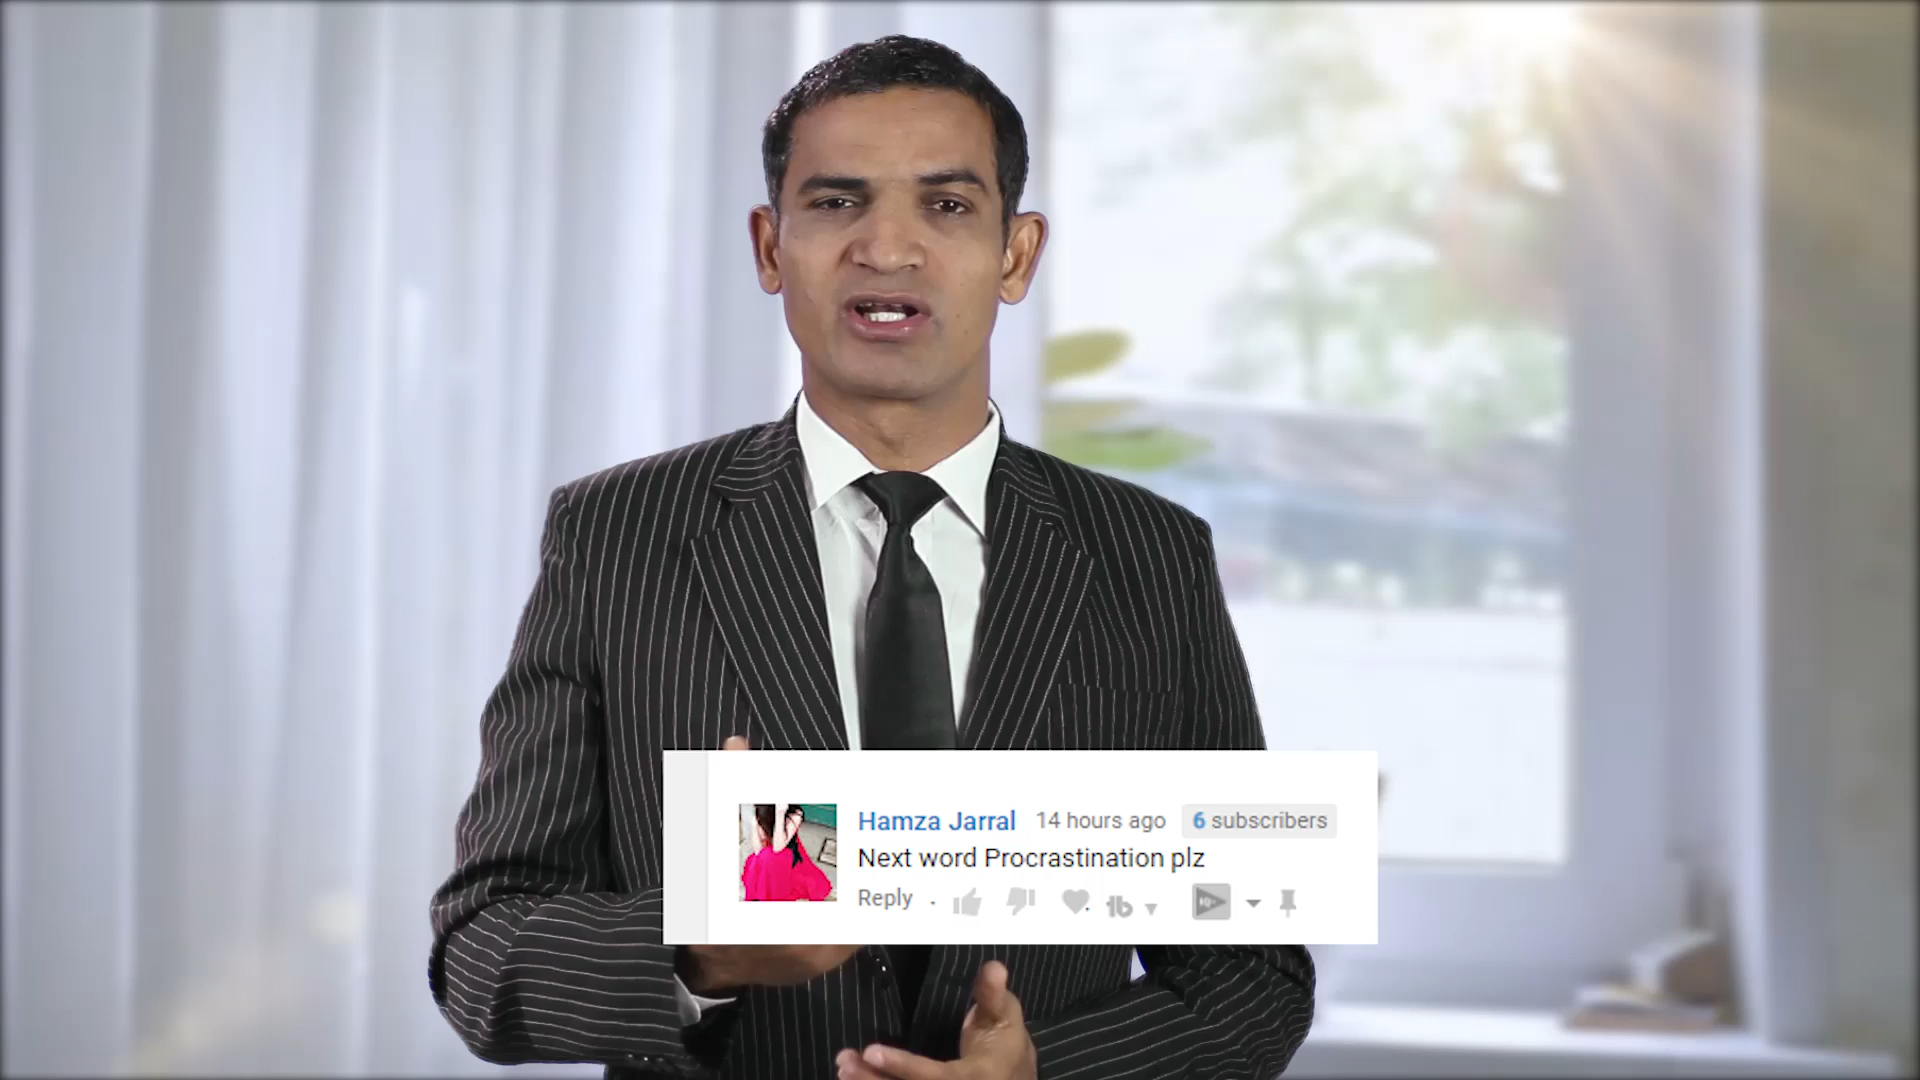 Hamza Jarral 14 hours ago 6 subscribers
Next word Procrastination plz
Reply